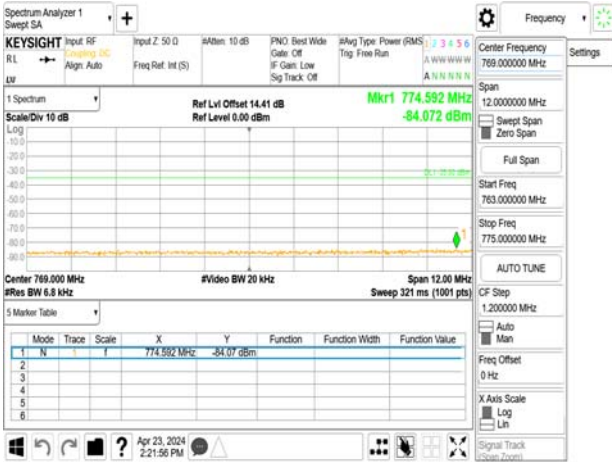 Spectrum Analyzer 1
Swept SA
+
Frequency
KEYSIGHT
RL
Input: RF
Coupling: DC
Align: Auto
Input Z: 50 Ω
Freq Ref: Int (S)
#Atten: 10 dB
PNO: Best Wide
Gate: Off
IF Gain: Low
Sig Track: Off
#Avg Type: Power (RMS)
Trig: Free Run
1 2 3 4 5 6
A W W W W W
A N N N N N
1 Spectrum
Scale/Div 10 dB
Ref Lvl Offset 14.41 dB
Ref Level 0.00 dBm
Mkr1 774.592 MHz
-84.072 dBm
Log
-10.0
-20.0
-30.0
-40.0
-50.0
-60.0
-80.0
-90.0
1
Center 769.000 MHz
#Res BW 6.8 kHz
#Video BW 20 kHz
Span 12.00 MHz
Sweep 321 ms (1001 pts)
5 Marker Table
Mode Trace Scale X Y Function Function Width Function Value
1 N 1 f 774.592 MHz -84.07 dBm
2
3
4
5
6
Apr 23, 2024
2:21:56 PM
Center Frequency
769.000000 MHz
Settings
Span
12.0000000 MHz
Swept Span
Zero Span
Full Span
Start Freq
763.000000 MHz
Stop Freq
775.000000 MHz
AUTO TUNE
CF Step
1.200000 MHz
Auto
Man
Freq Offset
0 Hz
X Axis Scale
Log
Lin
Signal Track
(Span Zoom)